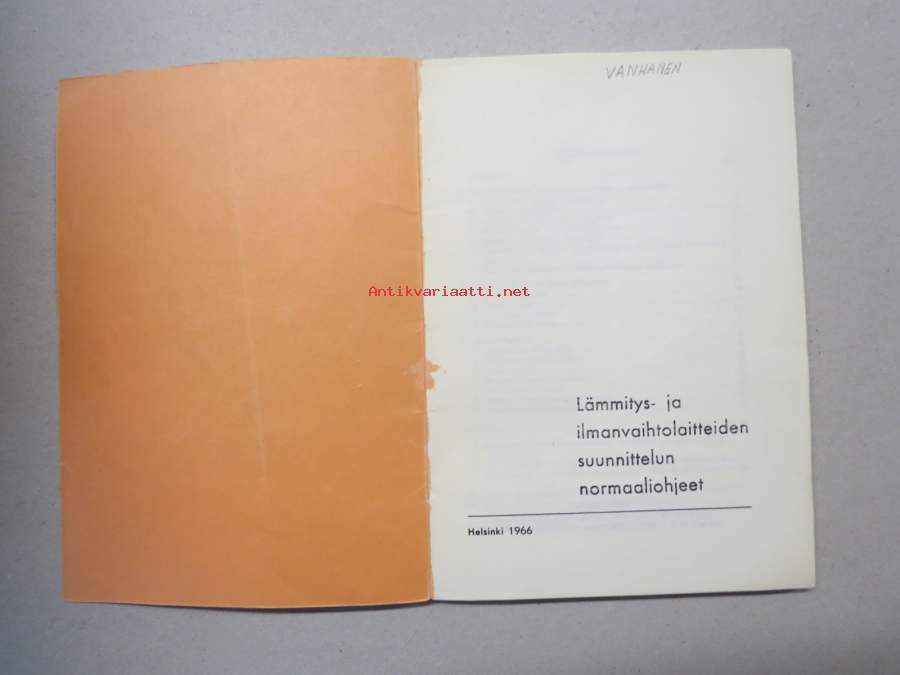 VANHANEN
Antikvariaatti.net
Lämmitys- ja
ilmanvaihtolaitteiden
suunnittelun
normaaliohjeet
Helsinki 1966